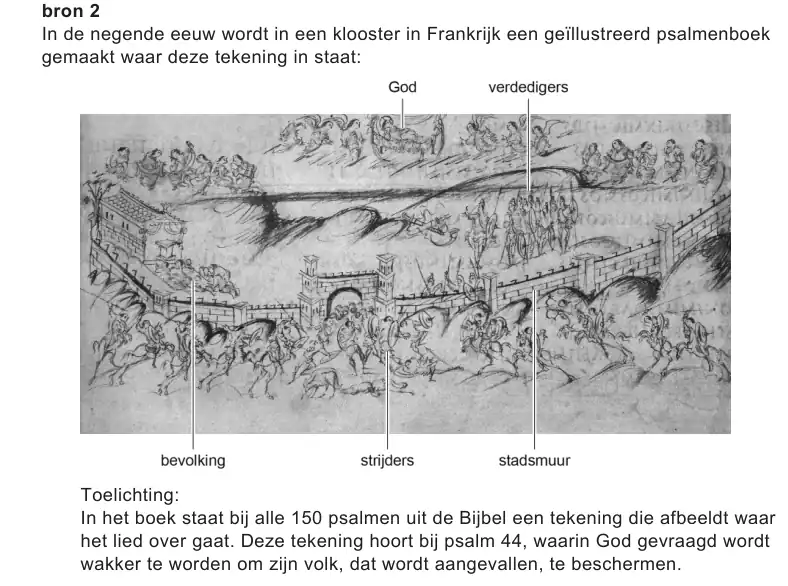 bron 2
In de negende eeuw wordt in een klooster in Frankrijk een geïllustreerd psalmenboek
gemaakt waar deze tekening in staat:
God verdedigers
bevolking strijders stadsmuur
Toelichting:
In het boek staat bij alle 150 psalmen uit de Bijbel een tekening die afbeeldt waar
het lied over gaat. Deze tekening hoort bij psalm 44, waarin God gevraagd wordt
wakker te worden om zijn volk, dat wordt aangevallen, te beschermen.